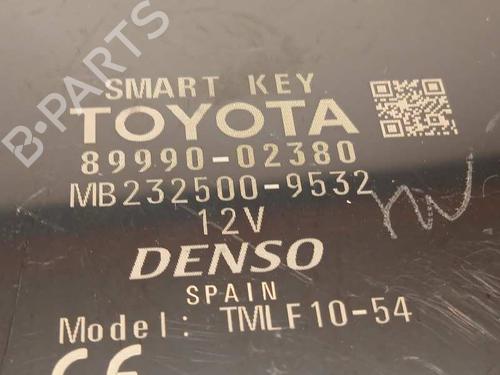 B-PARTS
SMART KEY
TOYOTA
89990-02380
MB232500-9532
12V
DENSO
SPAIN
Model: TMLF10-54
CE